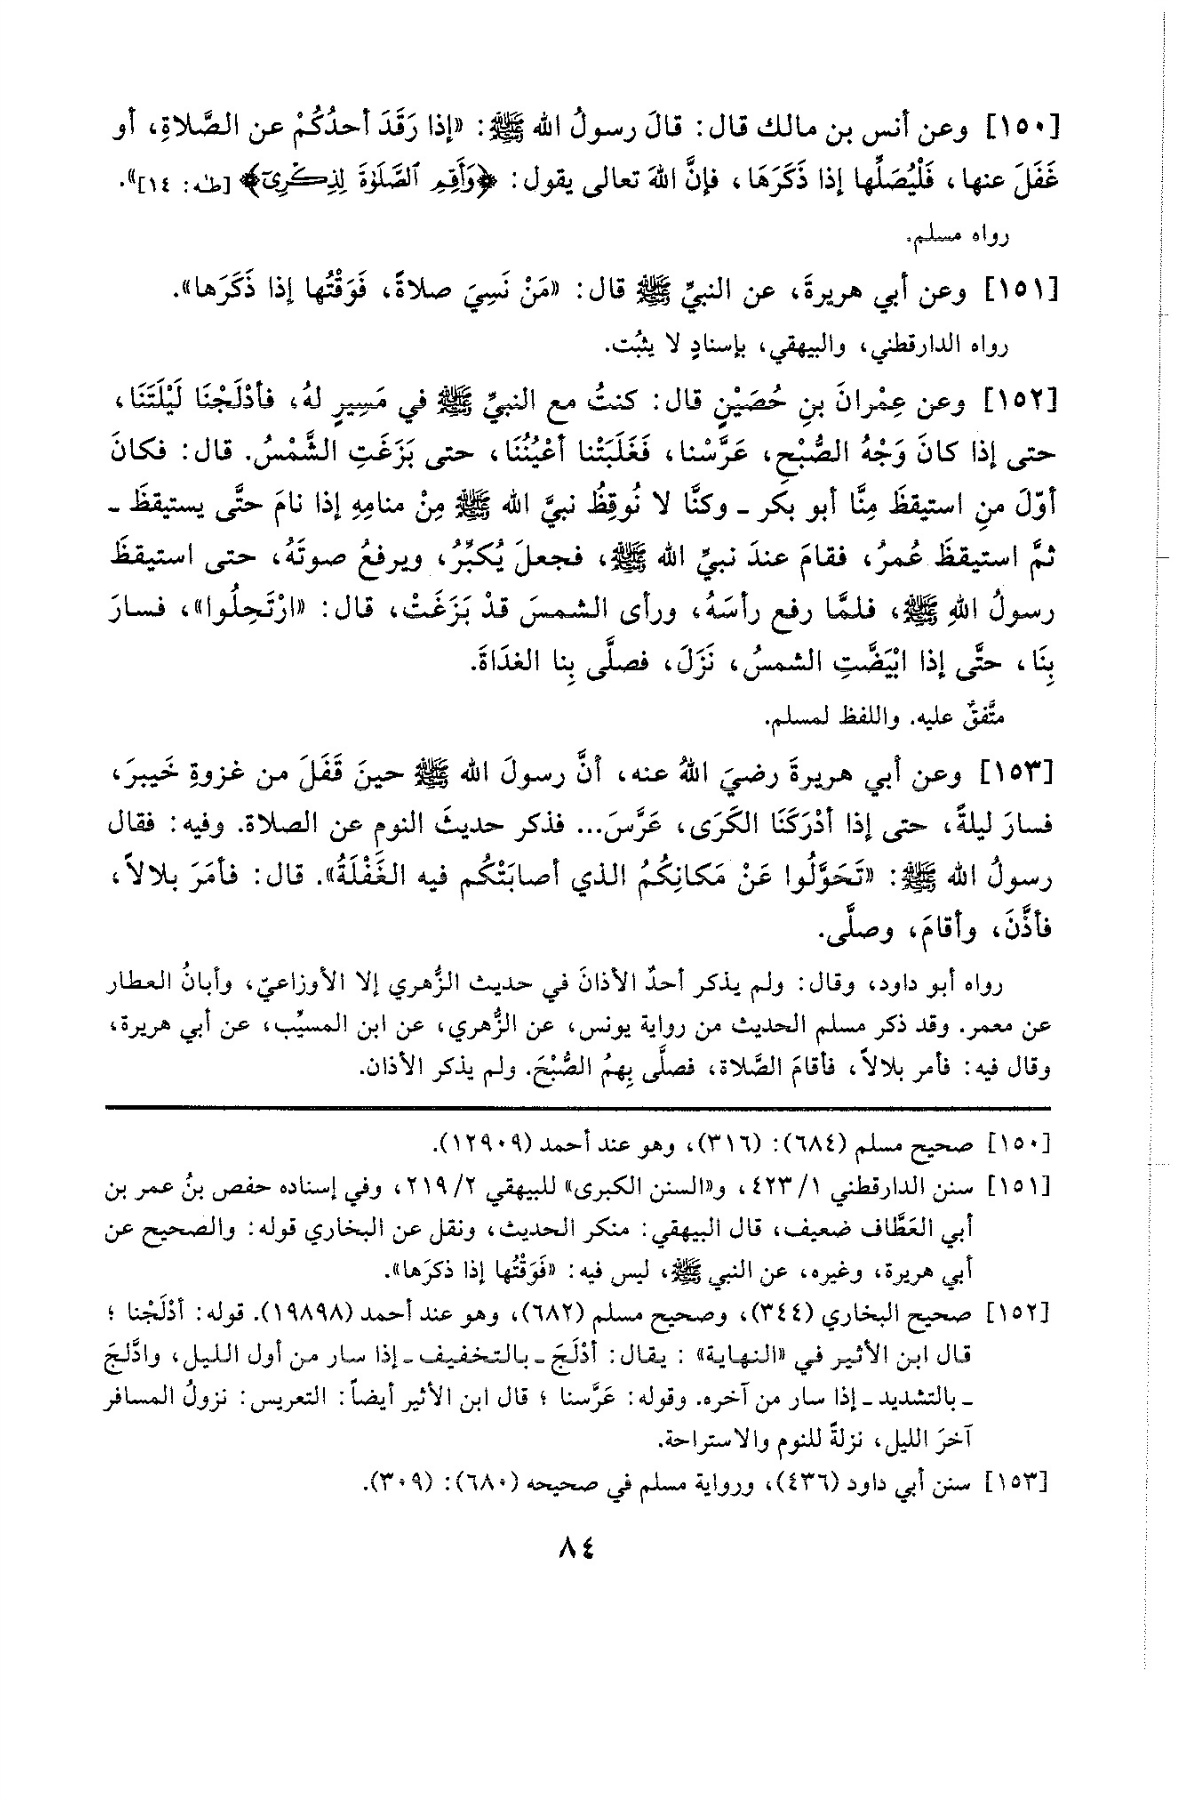 [١٥٠] وعن أنس بن مالك قال: قالَ رسولُ الله ﷺ: «إذا رَقَدَ أحدُكُمْ عن الصَّلاةِ، أو
غَفَلَ عنها، فَلْيُصَلِّها إذا ذَكَرَهَا، فإنَّ اللهَ تعالى يقول: ﴿وَأَقِمِ ٱلصَّلَوٰةَ لِذِكْرِىٓ﴾ [طه: ١٤]».
رواه مسلم.
[١٥١] وعن أبي هريرةَ، عن النبيِّ ﷺ قال: «مَنْ نَسِيَ صلاةً، فَوَقْتُها إذا ذَكَرَها».
رواه الدارقطني، والبيهقي، بإسنادٍ لا يثبُت.
[١٥٢] وعن عِمْرانَ بنِ حُصَيْنٍ قال: كنتُ مع النبيِّ ﷺ في مَسِيرٍ لهُ، فأدْلَجْنَا لَيْلَتَنَا،
حتى إذا كانَ وَجْهُ الصُّبْحِ، عَرَّسْنا، فَغَلَبَتْنا أعْيُنُنَا، حتى بَزَغَتِ الشَّمْسُ. قال: فكانَ
أوّلَ منِ استيقظَ مِنَّا أبو بكر ـ وكنَّا لا نُوقِظُ نبيَّ الله ﷺ مِنْ منامِهِ إذا نامَ حتَّى يستيقظَ ـ
ثمَّ استيقظَ عُمرُ، فقامَ عندَ نبيِّ الله ﷺ، فجعلَ يُكبِّرُ، ويرفعُ صوتَهُ، حتى استيقظَ
رسولُ اللهِ ﷺ، فلمَّا رفع رأسَهُ، ورأى الشمسَ قدْ بَزَغَتْ، قال: «ارْتَحِلُوا»، فسارَ
بِنَا، حتَّى إذا ابْيَضَّتِ الشمسُ، نَزَلَ، فصلَّى بِنا الغدَاةَ.
متَّفقٌ عليه. واللفظ لمسلم.
[١٥٣] وعن أبي هريرةَ رضيَ اللهُ عنه، أنَّ رسولَ الله ﷺ حينَ قَفَلَ من غزوةِ خَيبرَ،
فسارَ ليلةً، حتى إذا أدْرَكَنَا الكَرَى، عَرَّسَ... فذكر حديثَ النوم عن الصلاة. وفيه: فقال
رسولُ الله ﷺ: «تَحَوَّلُوا عَنْ مَكانِكُمُ الذي أصابَتْكُم فيه الغَفْلَةُ». قال: فأمَرَ بلالاً،
فأذَّنَ، وأقامَ، وصلَّى.
رواه أبو داود، وقال: ولم يذكر أحدٌ الأذانَ في حديث الزُّهري إلا الأوزاعيّ، وأبانُ العطار
عن معمر. وقد ذكر مسلم الحديث من رواية يونس، عن الزُّهري، عن ابن المسيِّب، عن أبي هريرة،
وقال فيه: فأمر بلالاً، فأقامَ الصَّلاة، فصلَّى بِهمُ الصُّبْحَ. ولم يذكر الأذان.
[١٥٠] صحيح مسلم (٦٨٤): (٣١٦)، وهو عند أحمد (١٢٩٠٩).
[١٥١] سنن الدارقطني ١/ ٤٢٣، و«السنن الكبرى» للبيهقي ٢/ ٢١٩، وفي إسناده حفص بنُ عمر بن
أبي العَطَّاف ضعيف، قال البيهقي: منكر الحديث، ونقل عن البخاري قوله: والصحيح عن
أبي هريرة، وغيره، عن النبي ﷺ، ليس فيه: «فَوَقْتُها إذا ذكرَها».
[١٥٢] صحيح البخاري (٣٤٤)، وصحيح مسلم (٦٨٢)، وهو عند أحمد (١٩٨٩٨). قوله: أدْلَجْنا ؛
قال ابن الأثير في «النهاية» : يقال: أدْلَجَ ـ بالتخفيف ـ إذا سار من أول الليل، وادَّلجَ
ـ بالتشديد ـ إذا سار من آخره. وقوله: عَرَّسنا ؛ قال ابن الأثير أيضاً: التعريس: نزولُ المسافر
آخرَ الليل، نزلةً للنوم والاستراحة.
[١٥٣] سنن أبي داود (٤٣٦)، ورواية مسلم في صحيحه (٦٨٠): (٣٠٩).
٨٤